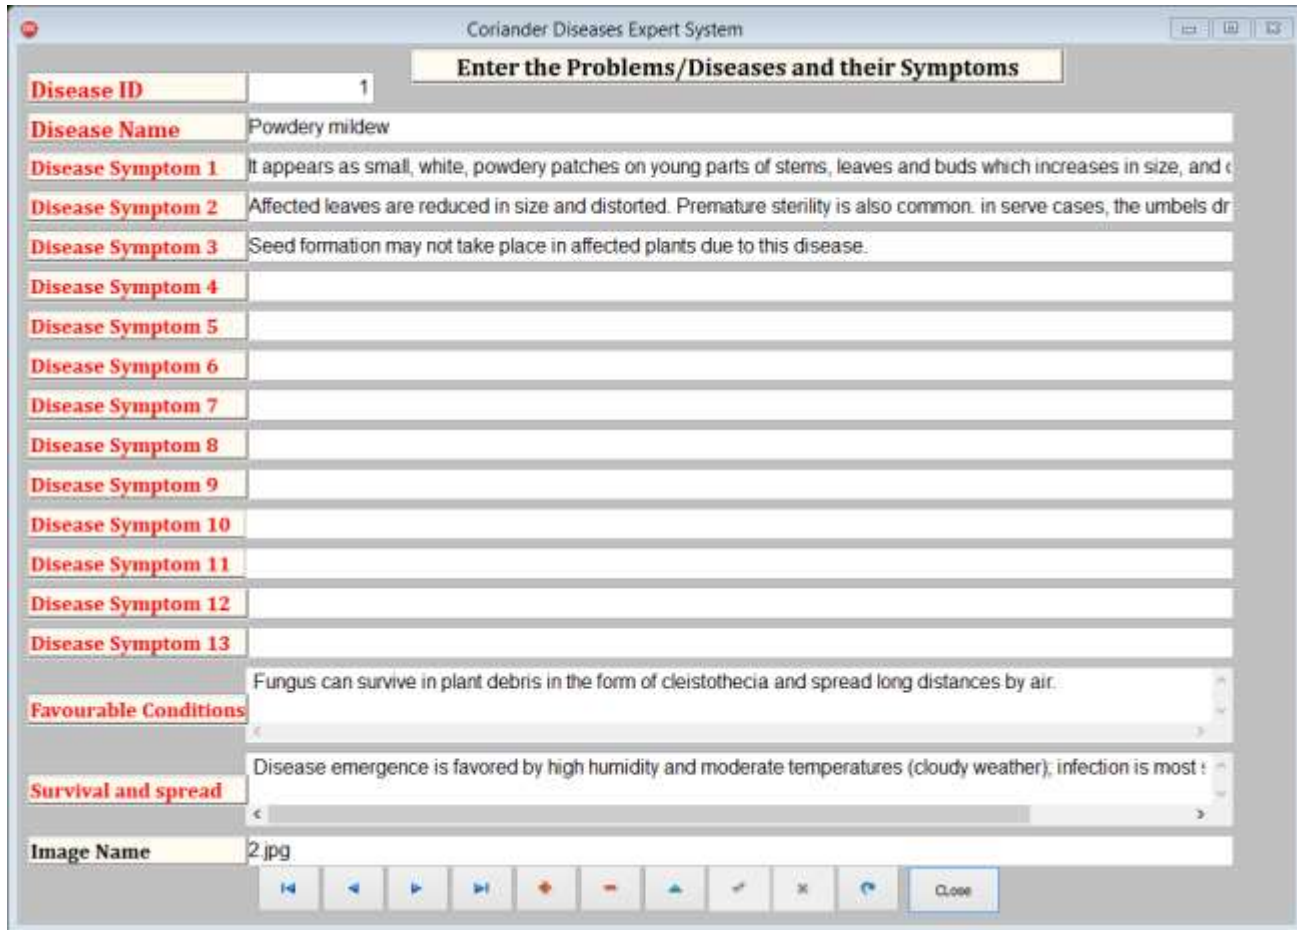 Coriander Diseases Expert System
Enter the Problems/Diseases and their Symptoms
Disease ID 1
Disease Name Powdery mildew
Disease Symptom 1 It appears as small, white, powdery patches on young parts of stems, leaves and buds which increases in size, and
Disease Symptom 2 Affected leaves are reduced in size and distorted. Premature sterility is also common. in serve cases, the umbels dr
Disease Symptom 3 Seed formation may not take place in affected plants due to this disease.
Disease Symptom 4
Disease Symptom 5
Disease Symptom 6
Disease Symptom 7
Disease Symptom 8
Disease Symptom 9
Disease Symptom 10
Disease Symptom 11
Disease Symptom 12
Disease Symptom 13
Favourable Conditions Fungus can survive in plant debris in the form of cleistothecia and spread long distances by air.
Survival and spread Disease emergence is favored by high humidity and moderate temperatures (cloudy weather); infection is most
Image Name 2.jpg
CLose